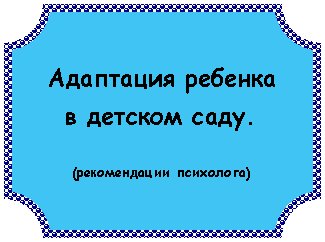 Адаптация ребенка
в детском саду.
(рекомендации психолога)